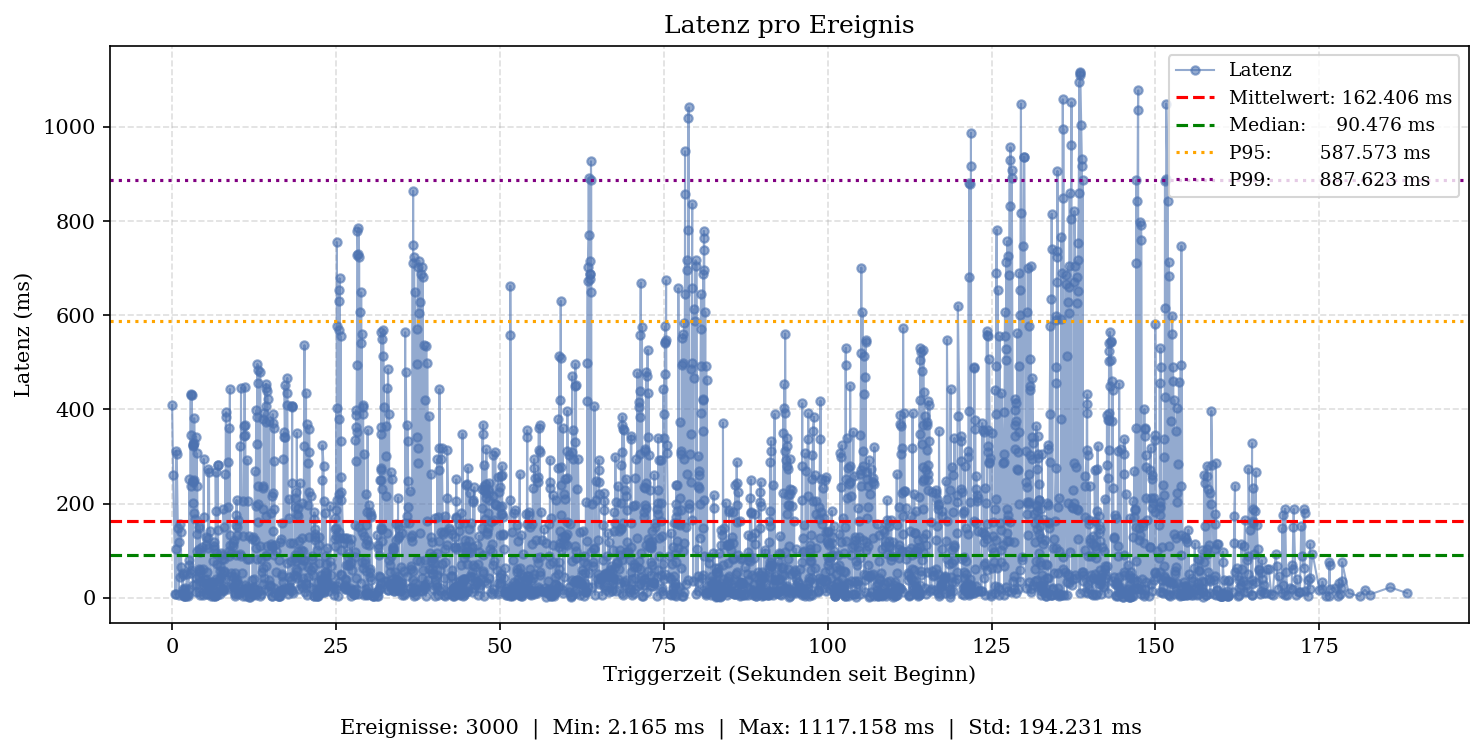 Latenz pro Ereignis
Latenz (ms)
1000
800
600
400
200
0
Latenz
Mittelwert: 162.406 ms
Median: 90.476 ms
P95: 587.573 ms
P99: 887.623 ms
0 25 50 75 100 125 150 175
Triggerzeit (Sekunden seit Beginn)
Ereignisse: 3000 | Min: 2.165 ms | Max: 1117.158 ms | Std: 194.231 ms